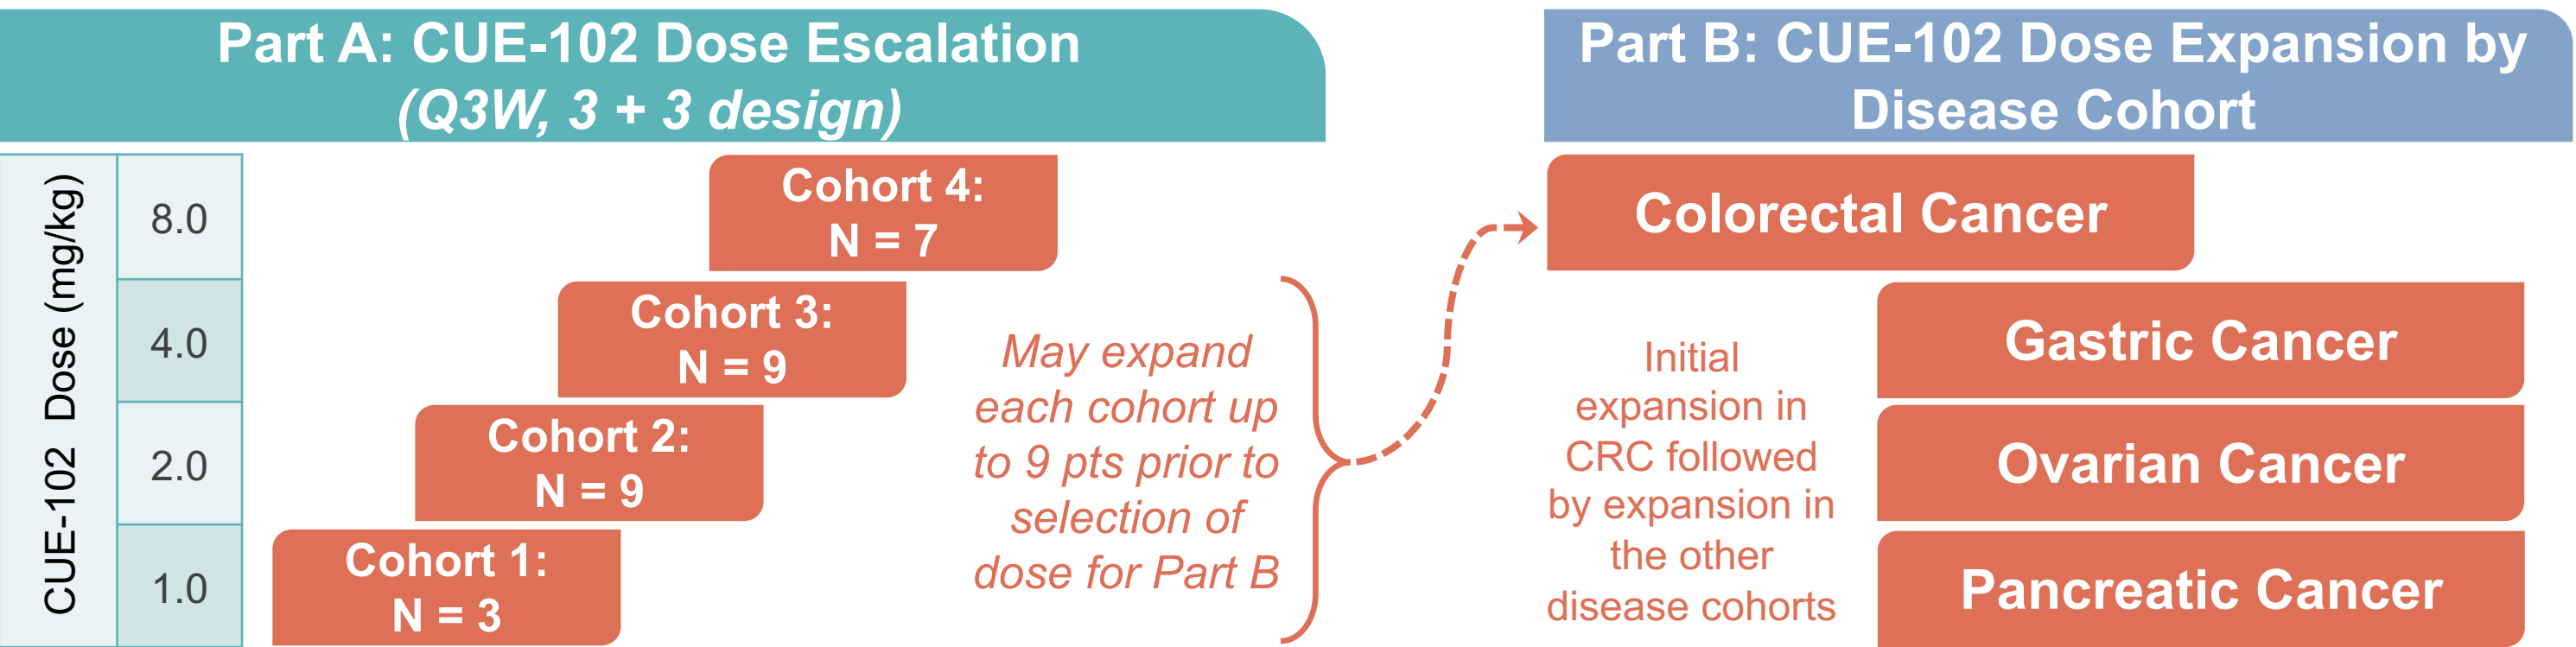 Part A: CUE-102 Dose Escalation
(Q3W, 3 + 3 design)
CUE-102 Dose (mg/kg)
8.0
4.0
2.0
1.0
Cohort 4:
N = 7
Cohort 3:
N = 9
Cohort 2:
N = 9
Cohort 1:
N = 3
May expand
each cohort up
to 9 pts prior to
selection of
dose for Part B
Part B: CUE-102 Dose Expansion by
Disease Cohort
Colorectal Cancer
Initial
expansion in
CRC followed
by expansion in
the other
disease cohorts
Gastric Cancer
Ovarian Cancer
Pancreatic Cancer